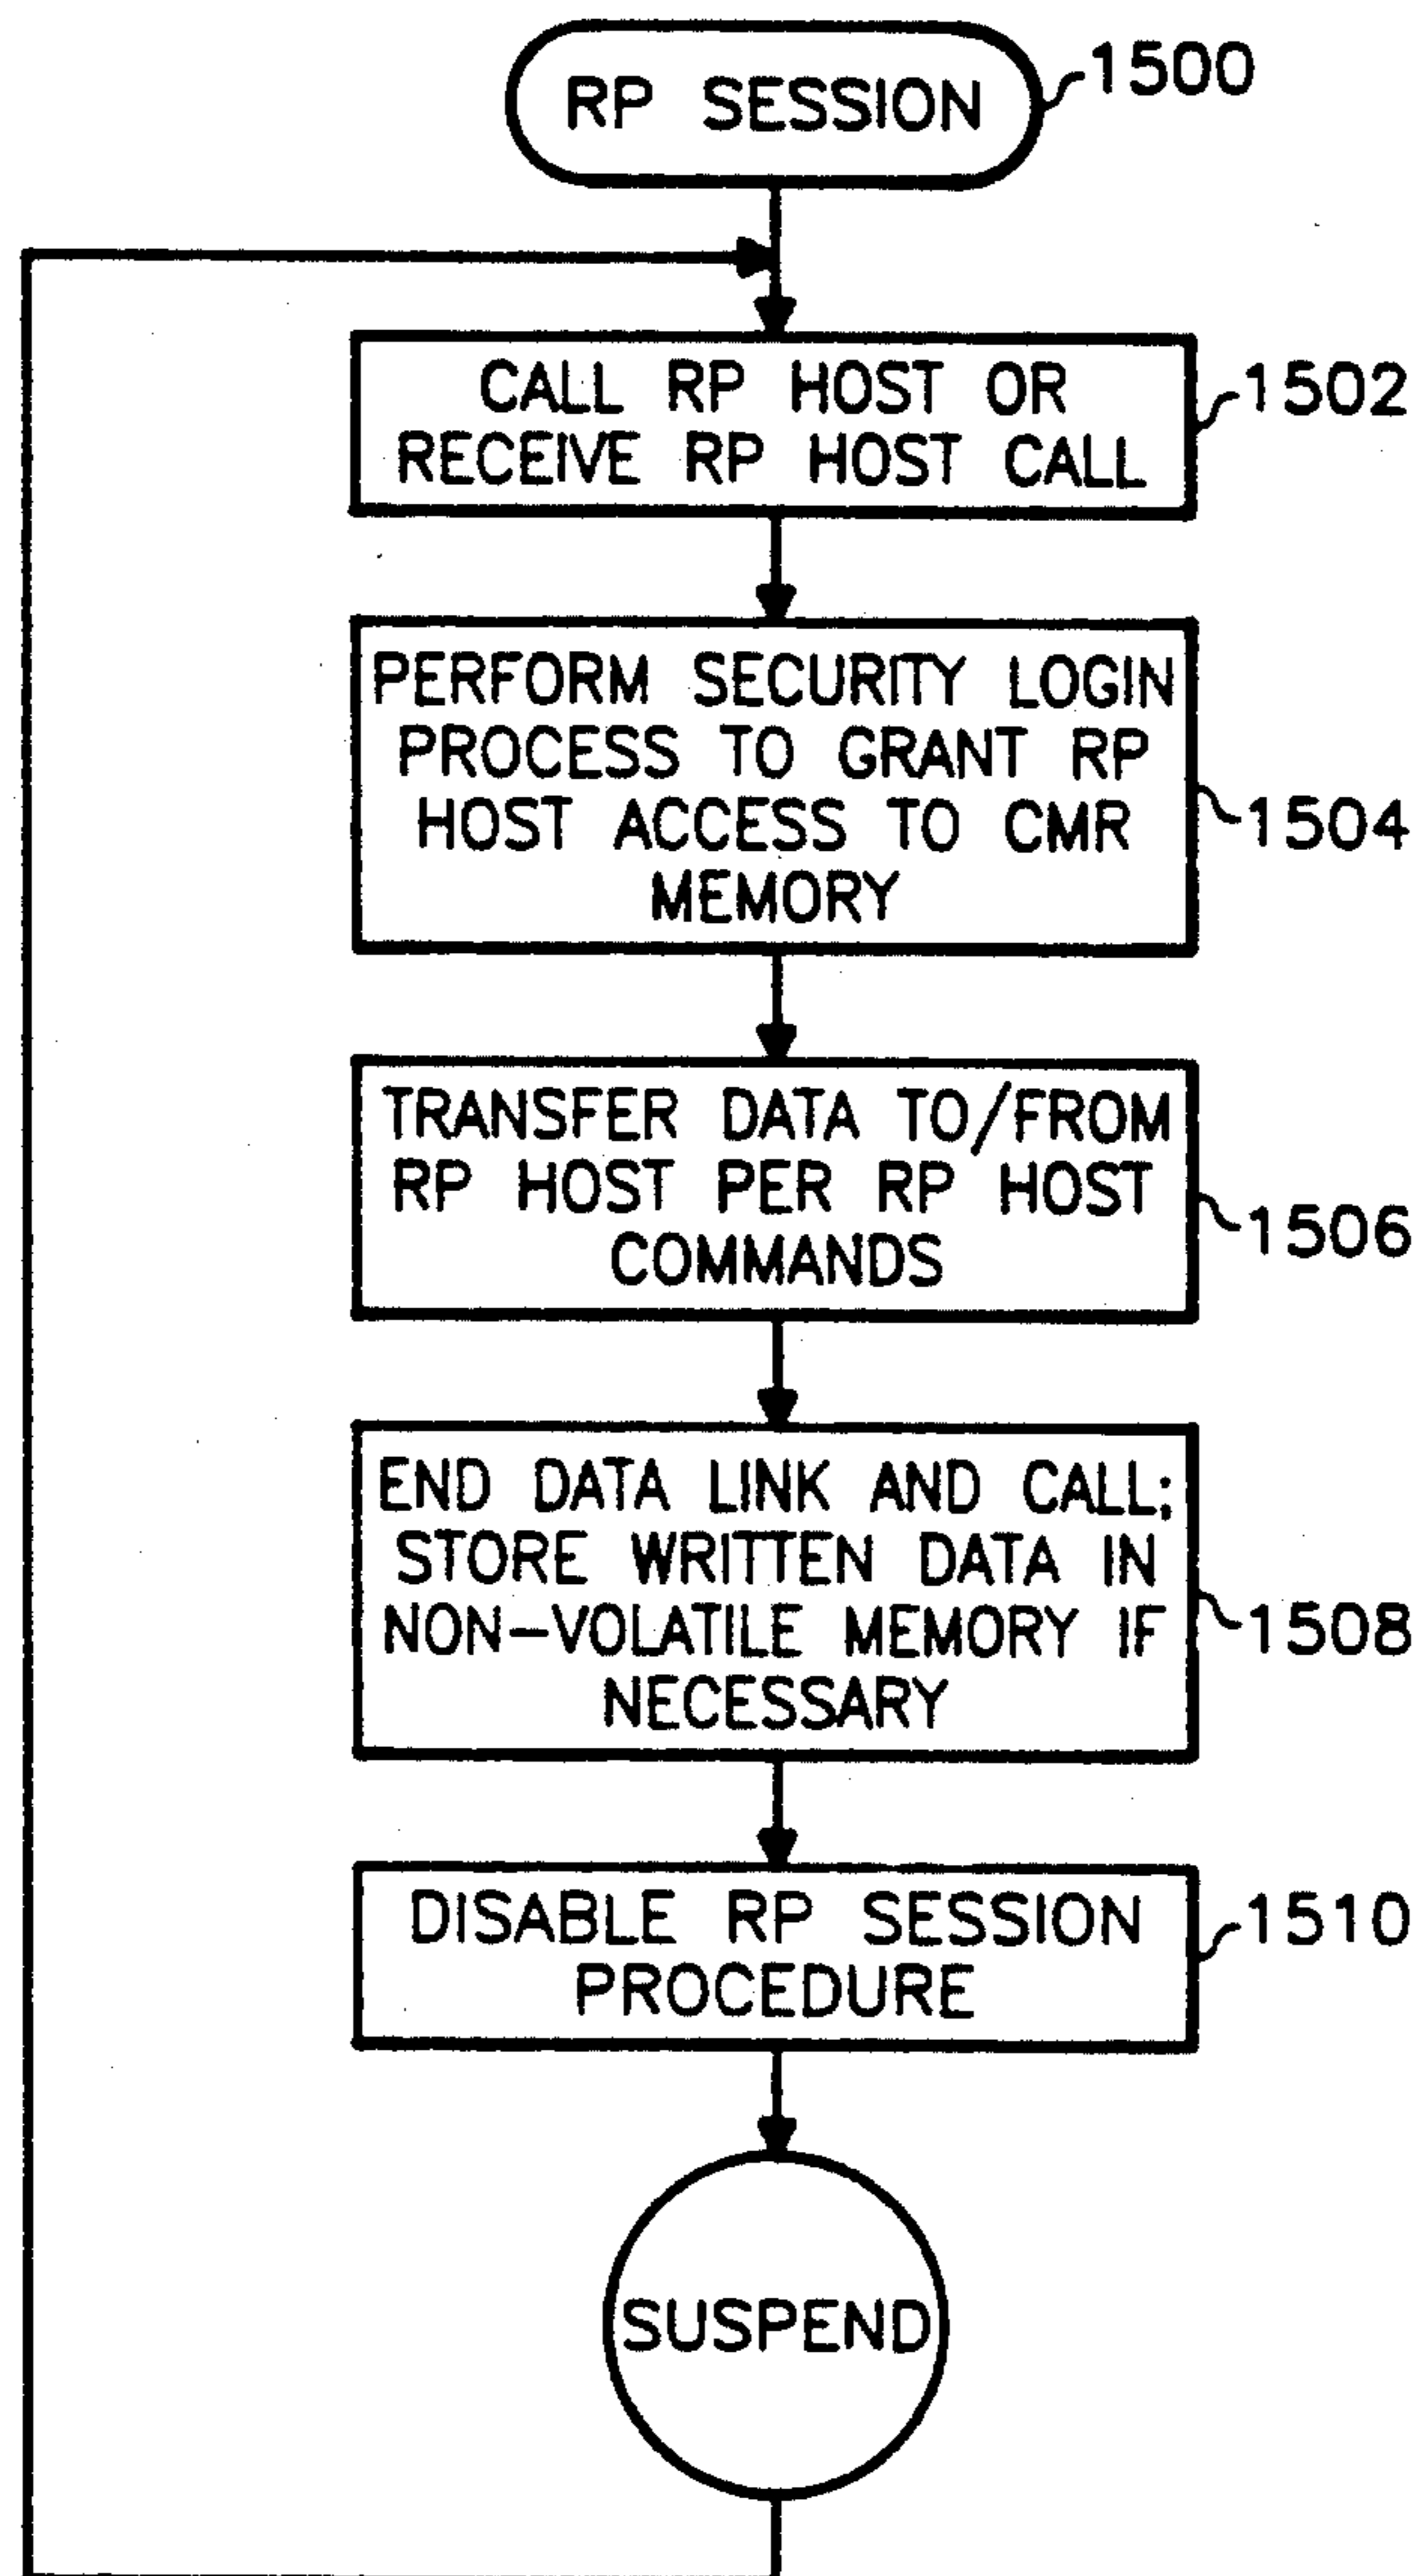 RP SESSION
1500
CALL RP HOST OR
RECEIVE RP HOST CALL
1502
PERFORM SECURITY LOGIN
PROCESS TO GRANT RP
HOST ACCESS TO CMR
MEMORY
1504
TRANSFER DATA TO/FROM
RP HOST PER RP HOST
COMMANDS
1506
END DATA LINK AND CALL;
STORE WRITTEN DATA IN
NON-VOLATILE MEMORY IF
NECESSARY
1508
DISABLE RP SESSION
PROCEDURE
1510
SUSPEND